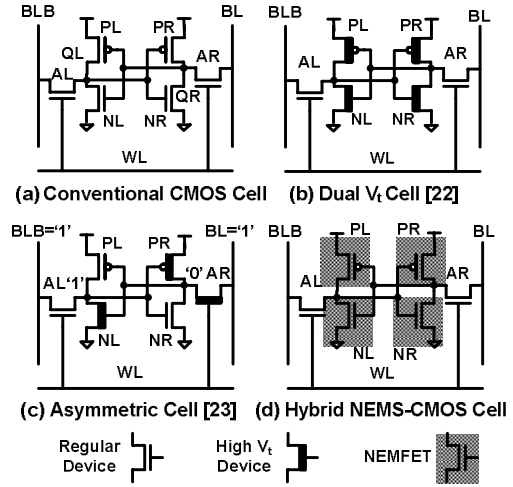 BLB BL BLB BL
PL PR PL PR
QL AR AR
AL AL
QR
NL NR NL NR
WL WL
(a) Conventional CMOS Cell (b) Dual Vt Cell [22]
BLB='1' BL='1' BLB BL
PL PR PL PR
AL'1' '0' AR AL AR
NL NR NL NR
WL WL
(c) Asymmetric Cell [23] (d) Hybrid NEMS-CMOS Cell
Regular Device
High Vt Device
NEMFET